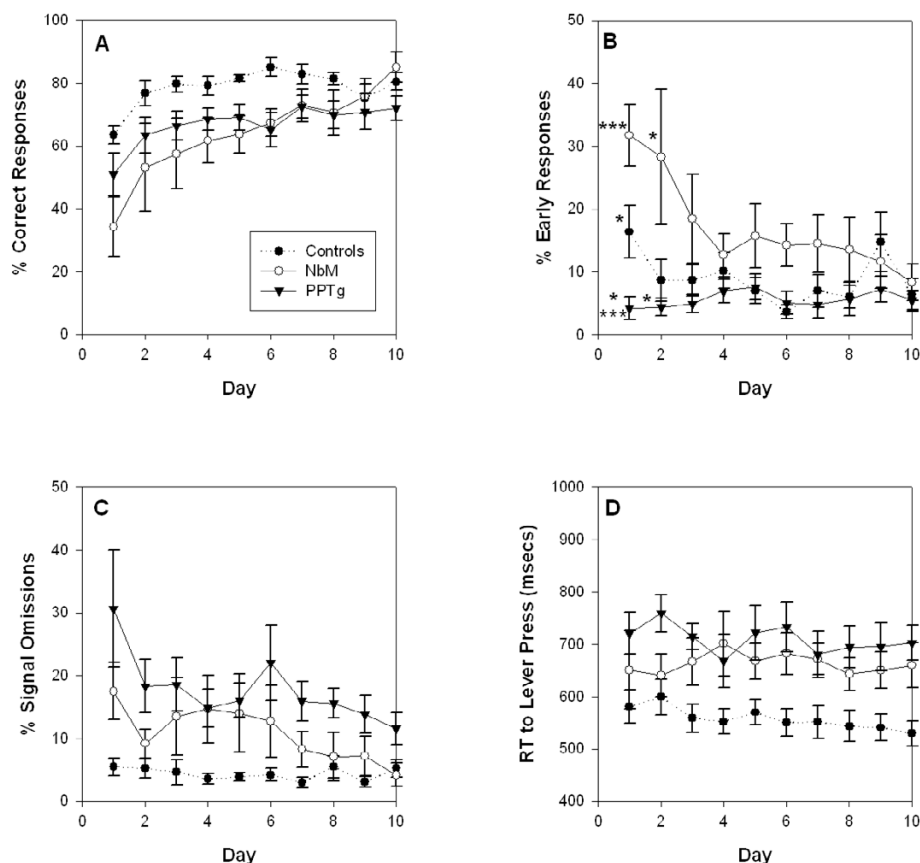 A
% Correct Responses
100
80
60
40
20
0
0 2 4 6 8 10
Day
Controls
NbM
PPTg
B
% Early Responses
50
40
30
20
10
0
0 2 4 6 8 10
Day
***
*
*
*
***
*
C
% Signal Omissions
50
40
30
20
10
0
0 2 4 6 8 10
Day
D
RT to Lever Press (msecs)
1000
900
800
700
600
500
400
0 2 4 6 8 10
Day